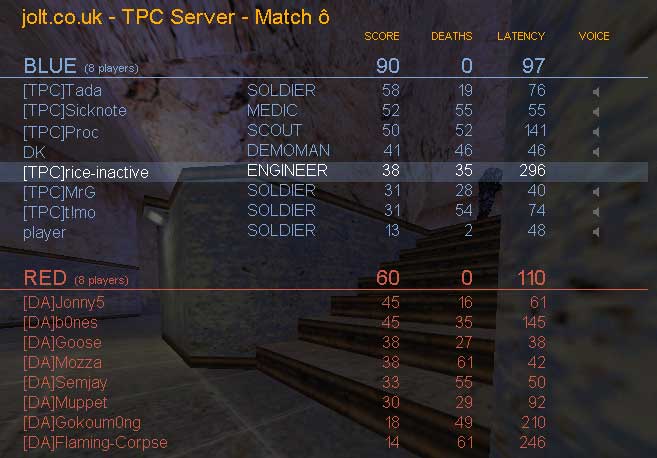 jolt.co.uk - TPC Server - Match ô
SCORE DEATHS LATENCY VOICE
BLUE (8 players) 90 0 97
[TPC]Tada SOLDIER 58 19 76
[TPC]Sicknote MEDIC 52 55 55
[TPC]Proc SCOUT 50 52 141
DK DEMOMAN 41 46 46
[TPC]rice-inactive ENGINEER 38 35 296
[TPC]MrG SOLDIER 31 28 40
[TPC]t!mo SOLDIER 31 54 74
player SOLDIER 13 2 48
RED (8 players) 60 0 110
[DA]Jonny5 45 16 61
[DA]b0nes 45 35 145
[DA]Goose 38 27 38
[DA]Mozza 38 61 42
[DA]Semjay 33 55 50
[DA]Muppet 30 29 92
[DA]Gokoum0ng 18 49 210
[DA]Flaming-Corpse 14 61 246